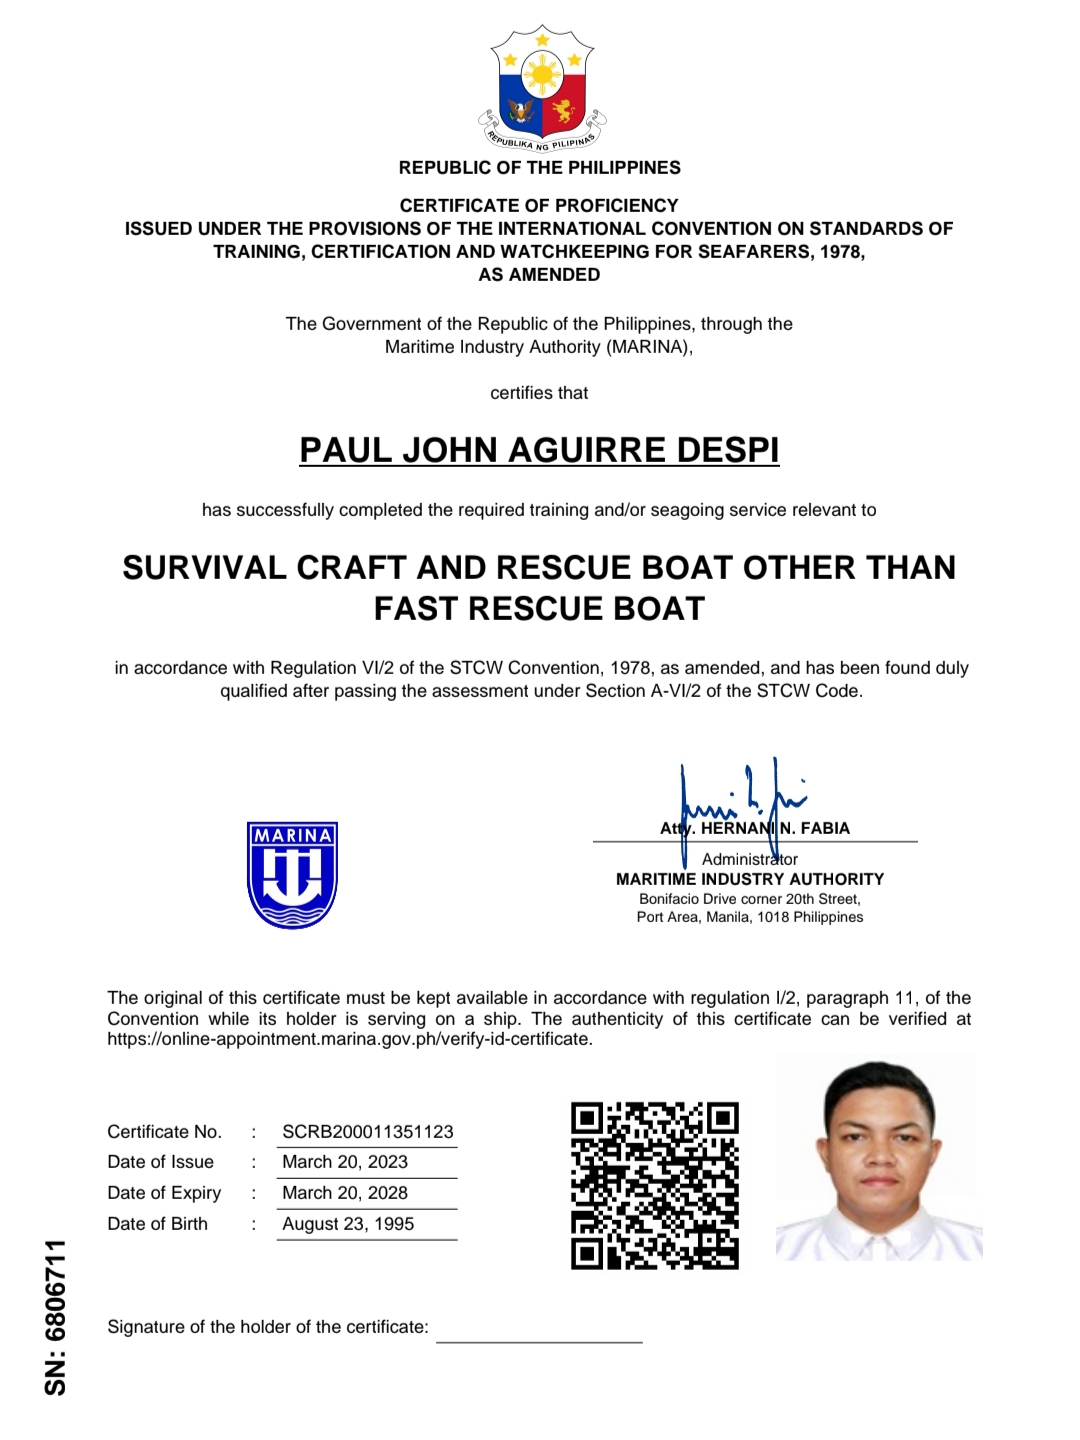 REPUBLIKA NG PILIPINAS
REPUBLIC OF THE PHILIPPINES
CERTIFICATE OF PROFICIENCY
ISSUED UNDER THE PROVISIONS OF THE INTERNATIONAL CONVENTION ON STANDARDS OF
TRAINING, CERTIFICATION AND WATCHKEEPING FOR SEAFARERS, 1978,
AS AMENDED
The Government of the Republic of the Philippines, through the
Maritime Industry Authority (MARINA),
certifies that
PAUL JOHN AGUIRRE DESPI
has successfully completed the required training and/or seagoing service relevant to
SURVIVAL CRAFT AND RESCUE BOAT OTHER THAN
FAST RESCUE BOAT
in accordance with Regulation VI/2 of the STCW Convention, 1978, as amended, and has been found duly
qualified after passing the assessment under Section A-VI/2 of the STCW Code.
MARINA
Atty. HERNANI N. FABIA
Administrator
MARITIME INDUSTRY AUTHORITY
Bonifacio Drive corner 20th Street,
Port Area, Manila, 1018 Philippines
The original of this certificate must be kept available in accordance with regulation I/2, paragraph 11, of the
Convention while its holder is serving on a ship. The authenticity of this certificate can be verified at
https://online-appointment.marina.gov.ph/verify-id-certificate.
Certificate No. : SCRB200011351123
Date of Issue : March 20, 2023
Date of Expiry : March 20, 2028
Date of Birth : August 23, 1995
Signature of the holder of the certificate:
SN: 6806711